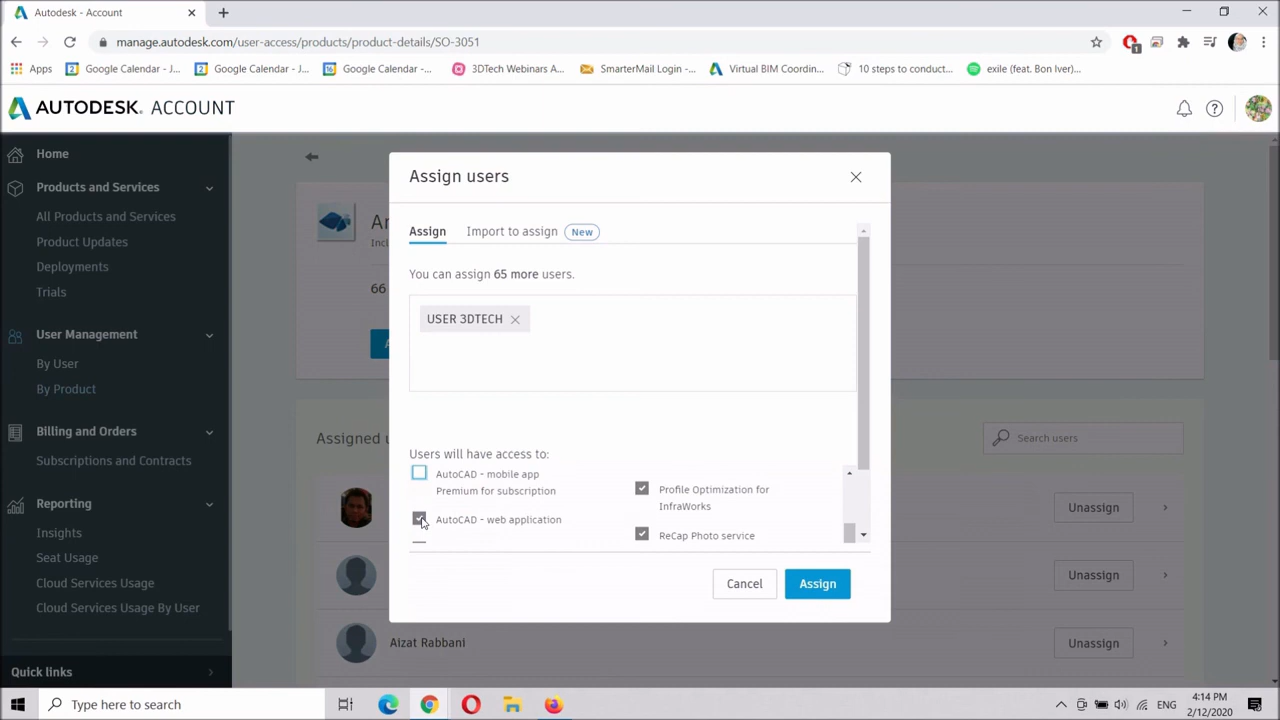 Autodesk - Account
manage.autodesk.com/user-access/products/product-details/SO-3051
Apps
Google Calendar - J...
Google Calendar - J...
Google Calendar -...
3DTech Webinars A...
SmarterMail Login -...
Virtual BIM Coordin...
10 steps to conduct...
exile (feat. Bon Iver)...
AUTODESK. ACCOUNT
Home
Products and Services
All Products and Services
Product Updates
Deployments
Trials
User Management
By User
By Product
Billing and Orders
Subscriptions and Contracts
Reporting
Insights
Seat Usage
Cloud Services Usage
Cloud Services Usage By User
Quick links
66
Assigned
Search users
Unassign
Unassign
Aizat Rabbani
Unassign
Assign users
Assign
Import to assign
New
You can assign 65 more users.
USER 3DTECH
Users will have access to:
AutoCAD - mobile app
Premium for subscription
AutoCAD - web application
Profile Optimization for
InfraWorks
ReCap Photo service
Cancel
Assign
Type here to search
ENG
4:14 PM
2/12/2020